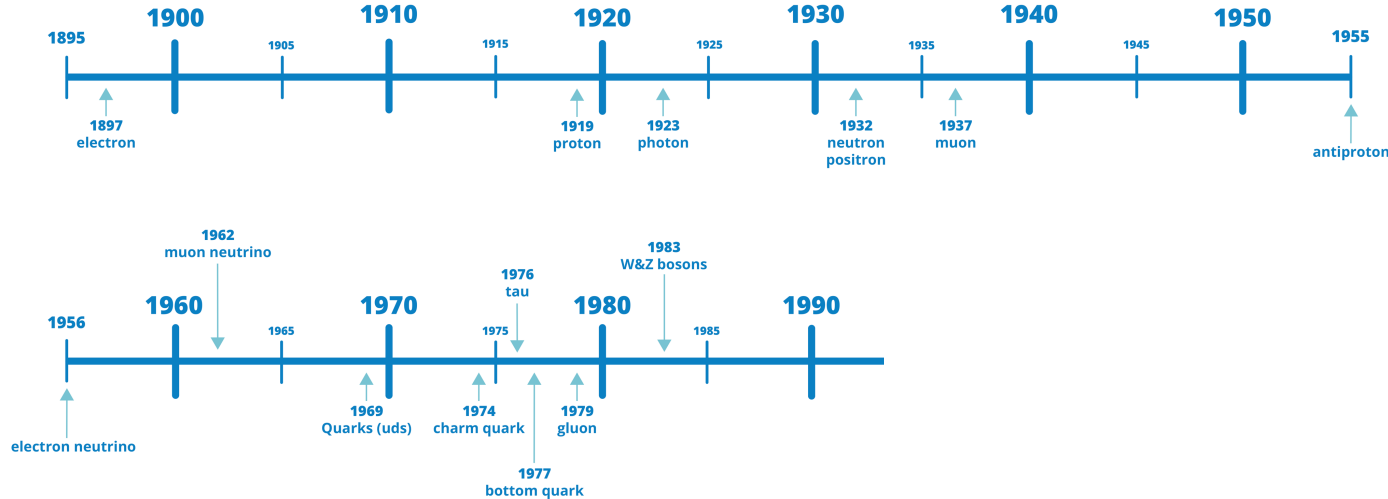 1895
1900
1905
1910
1915
1920
1925
1930
1935
1940
1945
1950
1955
1897
electron
1919
proton
1923
photon
1932
neutron
positron
1937
muon
antiproton
1962
muon neutrino
1976
tau
1983
W&Z bosons
1956
1960
1965
1970
1975
1980
1985
1990
electron neutrino
1969
Quarks (uds)
1974
charm quark
1977
bottom quark
1979
gluon